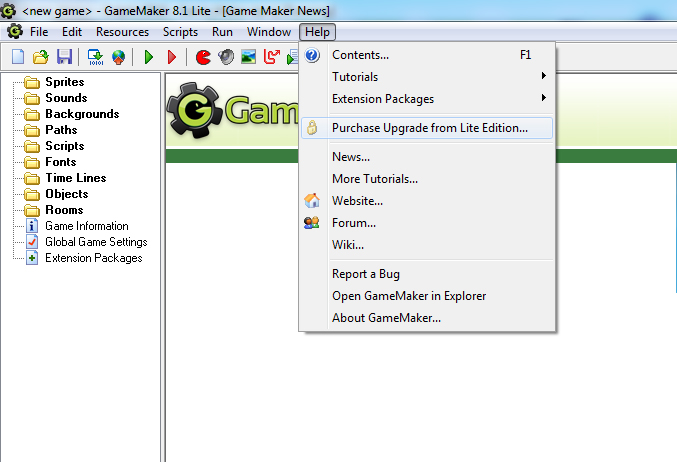 <new game> - GameMaker 8.1 Lite - [Game Maker News]
File Edit Resources Scripts Run Window Help
Sprites
Sounds
Backgrounds
Paths
Scripts
Fonts
Time Lines
Objects
Rooms
Game Information
Global Game Settings
Extension Packages
Gam
Contents... F1
Tutorials
Extension Packages
Purchase Upgrade from Lite Edition...
News...
More Tutorials...
Website...
Forum...
Wiki...
Report a Bug
Open GameMaker in Explorer
About GameMaker...